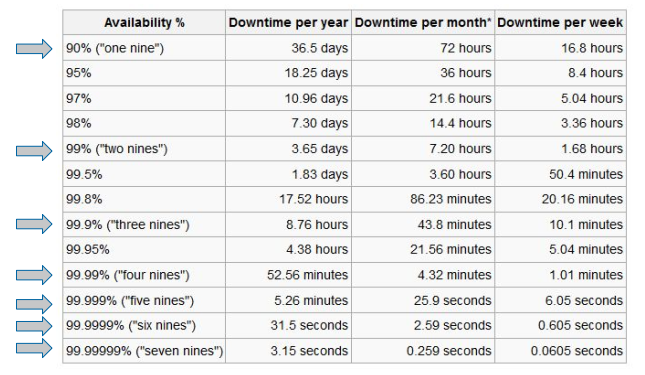 Availability % Downtime per year Downtime per month* Downtime per week
90% ("one nine") 36.5 days 72 hours 16.8 hours
95% 18.25 days 36 hours 8.4 hours
97% 10.96 days 21.6 hours 5.04 hours
98% 7.30 days 14.4 hours 3.36 hours
99% ("two nines") 3.65 days 7.20 hours 1.68 hours
99.5% 1.83 days 3.60 hours 50.4 minutes
99.8% 17.52 hours 86.23 minutes 20.16 minutes
99.9% ("three nines") 8.76 hours 43.8 minutes 10.1 minutes
99.95% 4.38 hours 21.56 minutes 5.04 minutes
99.99% ("four nines") 52.56 minutes 4.32 minutes 1.01 minutes
99.999% ("five nines") 5.26 minutes 25.9 seconds 6.05 seconds
99.9999% ("six nines") 31.5 seconds 2.59 seconds 0.605 seconds
99.99999% ("seven nines") 3.15 seconds 0.259 seconds 0.0605 seconds